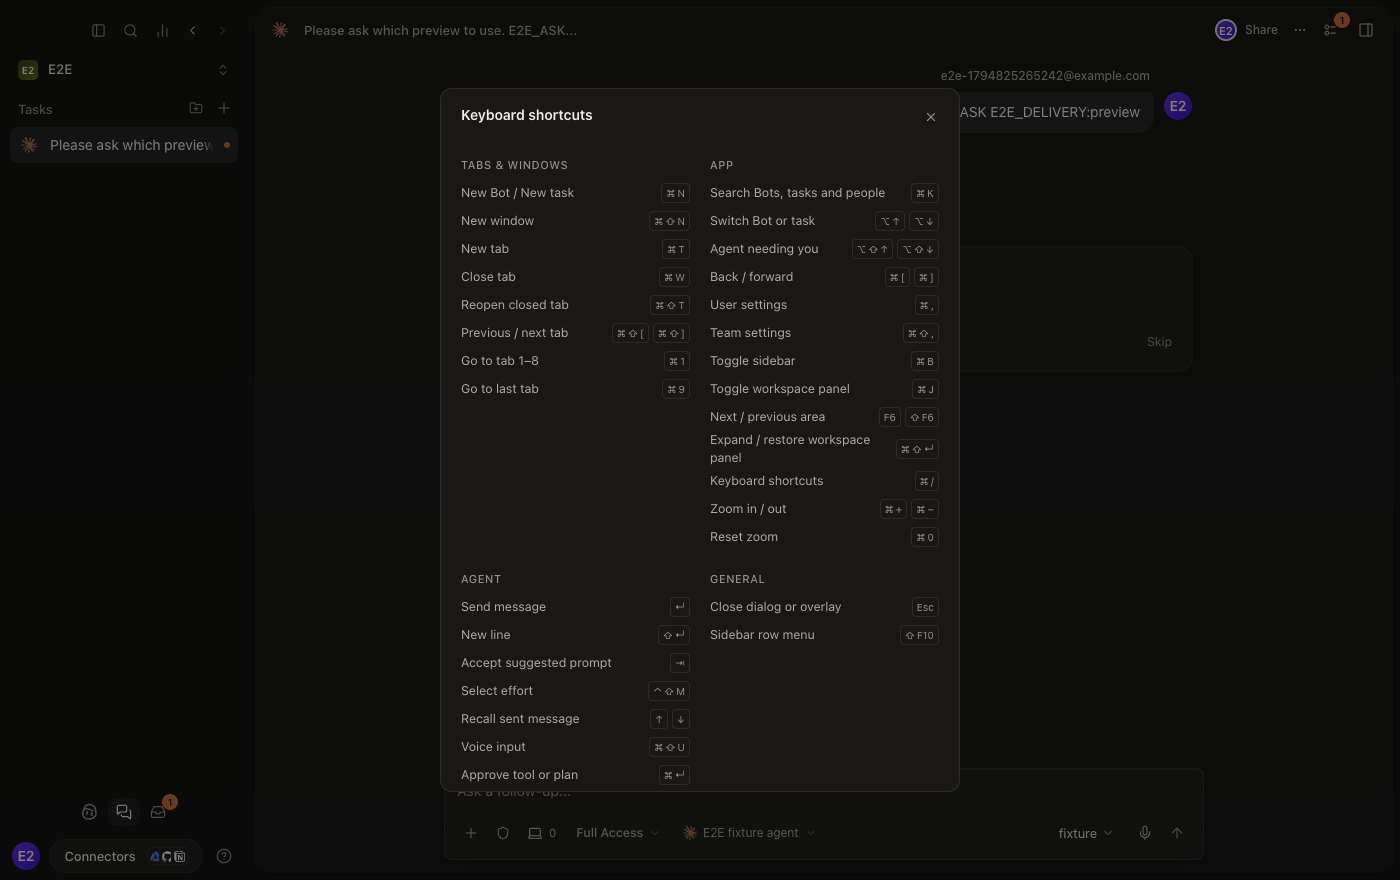 Please ask which preview to use. E2E_ASK...
E2 Share 1
E2 E2E
e2e-1794825265242@example.com
Tasks
ASK E2E_DELIVERY:preview E2
Please ask which preview
Skip
Keyboard shortcuts
TABS & WINDOWS
New Bot / New task ⌘ N
New window ⌘ ⇧ N
New tab ⌘ T
Close tab ⌘ W
Reopen closed tab ⌘ ⇧ T
Previous / next tab ⌘ ⇧ [ ⌘ ⇧ ]
Go to tab 1–8 ⌘ 1
Go to last tab ⌘ 9
APP
Search Bots, tasks and people ⌘ K
Switch Bot or task ⌥ ↑ ⌥ ↓
Agent needing you ⌥ ⇧ ↑ ⌥ ⇧ ↓
Back / forward ⌘ [ ⌘ ]
User settings ⌘ ,
Team settings ⌘ ⇧ ,
Toggle sidebar ⌘ B
Toggle workspace panel ⌘ J
Next / previous area F6 ⇧ F6
Expand / restore workspace
panel ⌘ ⇧ ↵
Keyboard shortcuts ⌘ /
Zoom in / out ⌘ + ⌘ −
Reset zoom ⌘ 0
AGENT
Send message ↵
New line ⇧ ↵
Accept suggested prompt ⇥
Select effort ^ ⇧ M
Recall sent message ↑ ↓
Voice input ⌘ ⇧ U
Approve tool or plan ⌘ ↵
GENERAL
Close dialog or overlay Esc
Sidebar row menu ⇧ F10
Ask a follow-up...
1
0 Full Access E2E fixture agent fixture
E2 Connectors